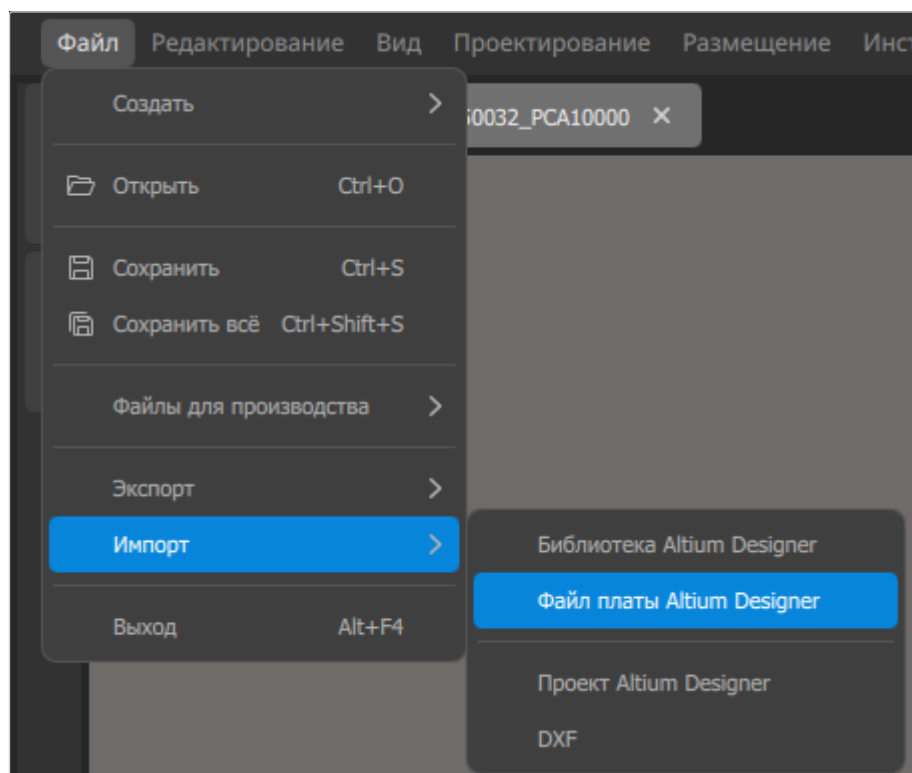 Файл Редактирование Вид Проектирование Размещение Инст
Создать
50032_PCA10000
Открыть Ctrl+O
Сохранить Ctrl+S
Сохранить всё Ctrl+Shift+S
Файлы для производства
Экспорт
Импорт
Библиотека Altium Designer
Файл платы Altium Designer
Выход Alt+F4
Проект Altium Designer
DXF